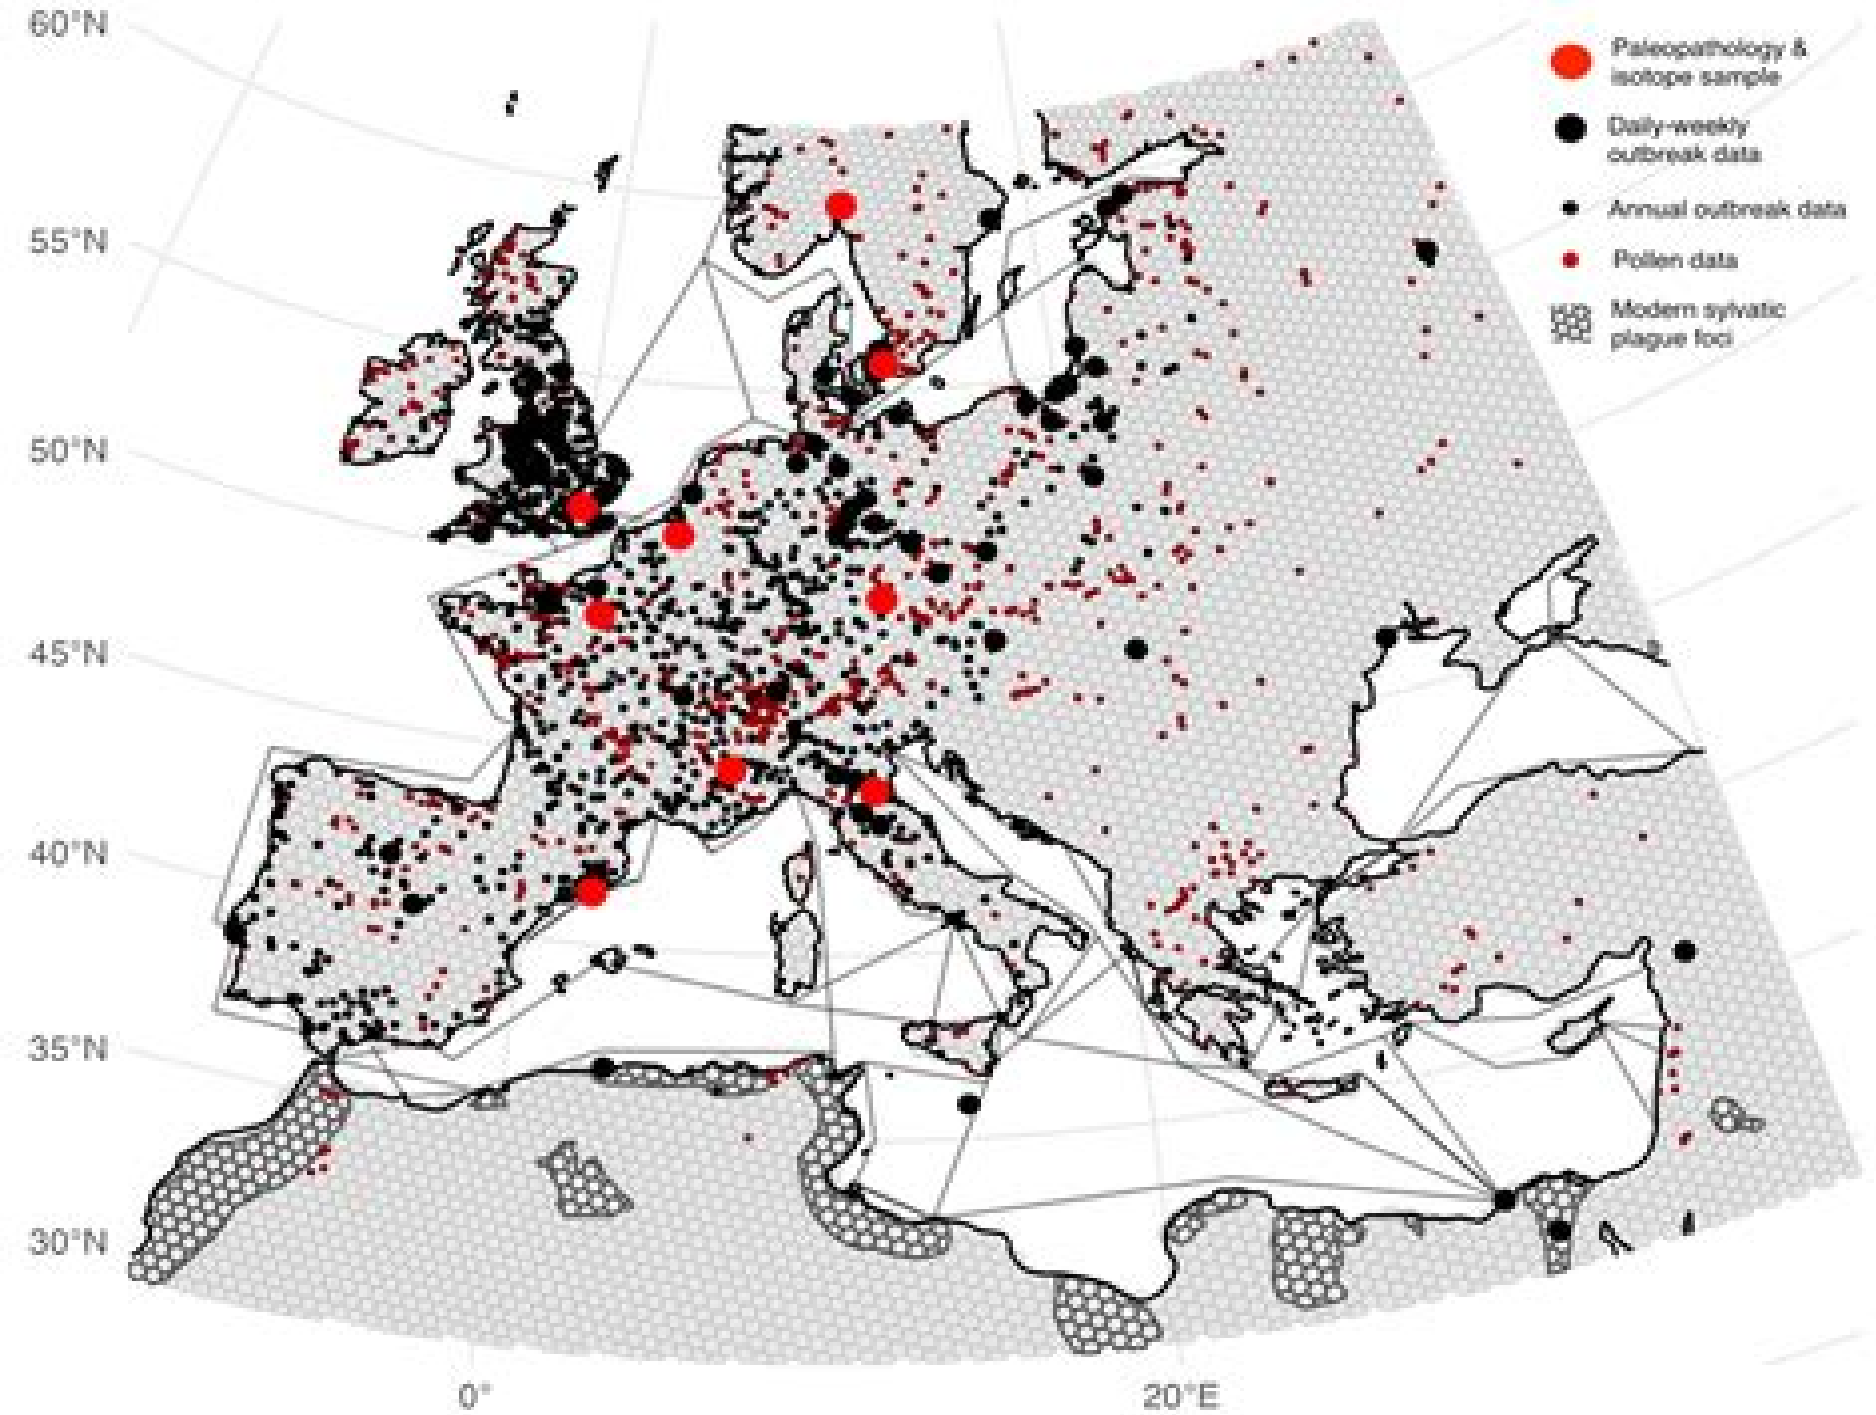 60°N
55°N
50°N
45°N
40°N
35°N
30°N
0°
20°E
Paleopathology &
isotope sample
Daily-weekly
outbreak data
Annual outbreak data
Pollen data
Modern sylvatic
plague foci